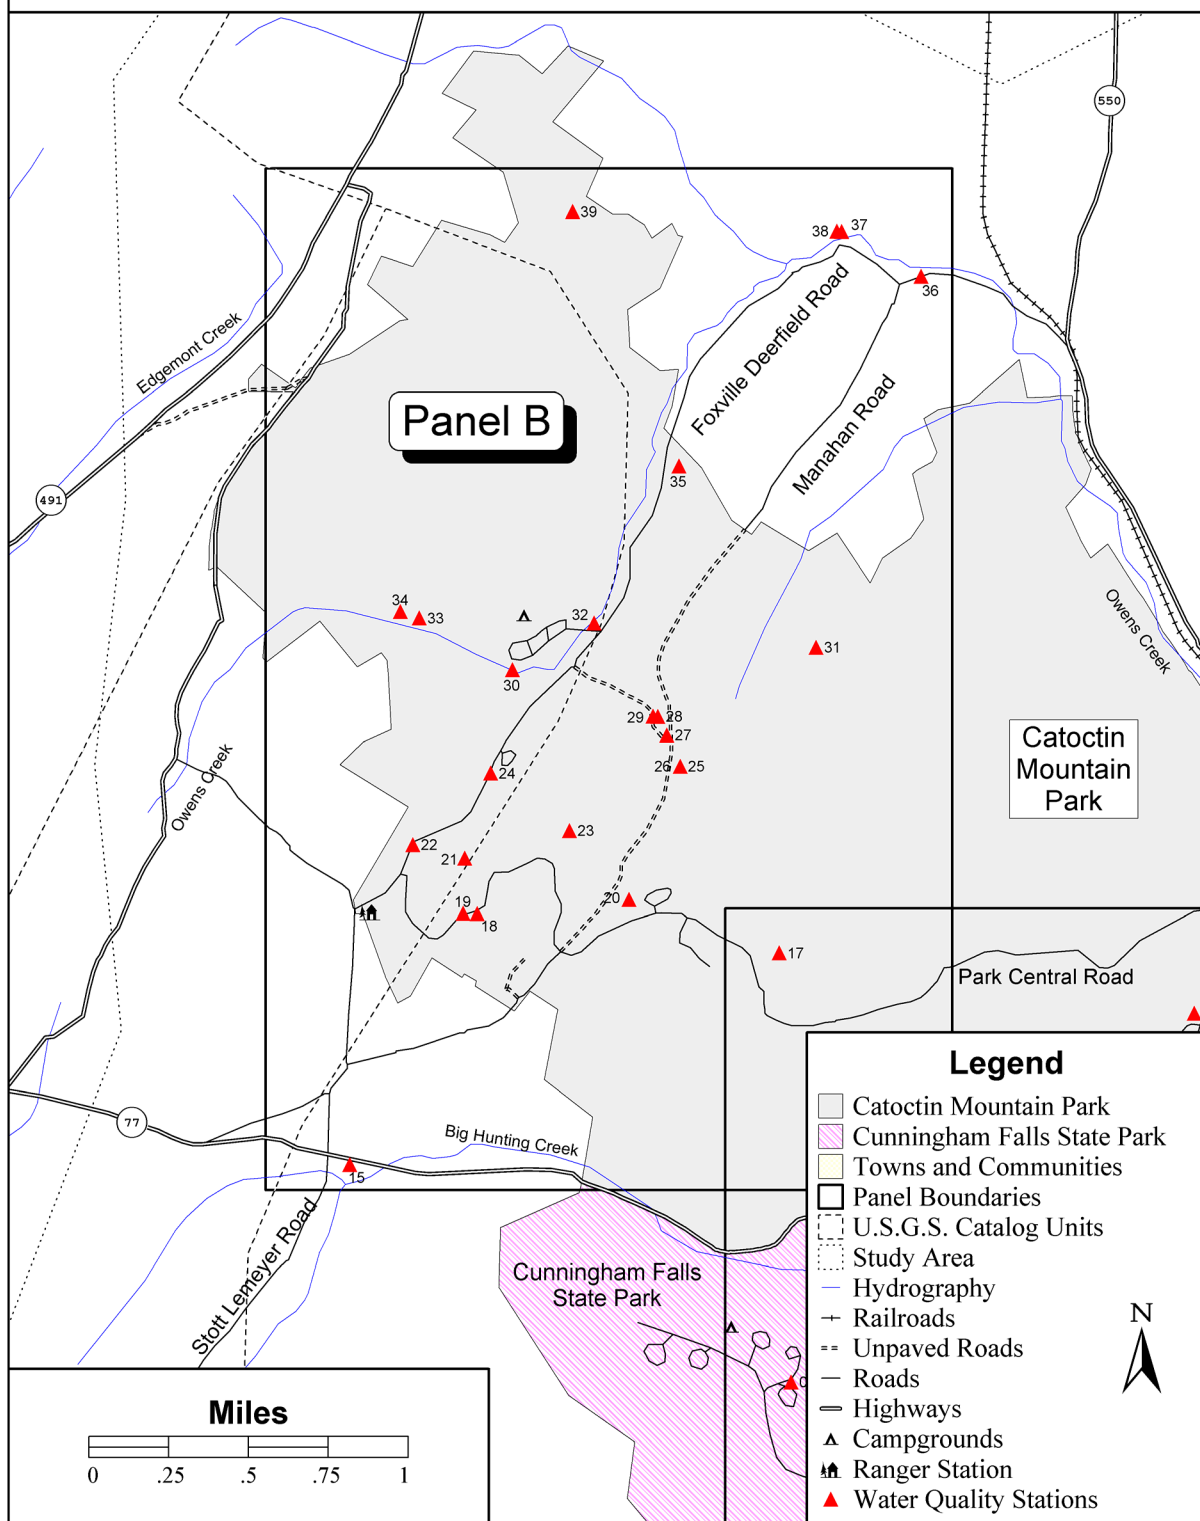 550
39
38
37
36
Edgemont Creek
Foxville Deerfield Road
Panel B
Manahan Road
35
491
34
33
32
Owens Creek
31
30
29
28
27
Catoctin
Mountain
Park
26
25
24
Owens Creek
23
22
21
20
19
18
17
Park Central Road
77
Big Hunting Creek
15
Stott Lemeyer Road
Cunningham Falls
State Park
Legend
Catoctin Mountain Park
Cunningham Falls State Park
Towns and Communities
Panel Boundaries
U.S.G.S. Catalog Units
Study Area
Hydrography
Railroads
Unpaved Roads
Roads
Highways
Campgrounds
Ranger Station
Water Quality Stations
N
Miles
0 .25 .5 .75 1